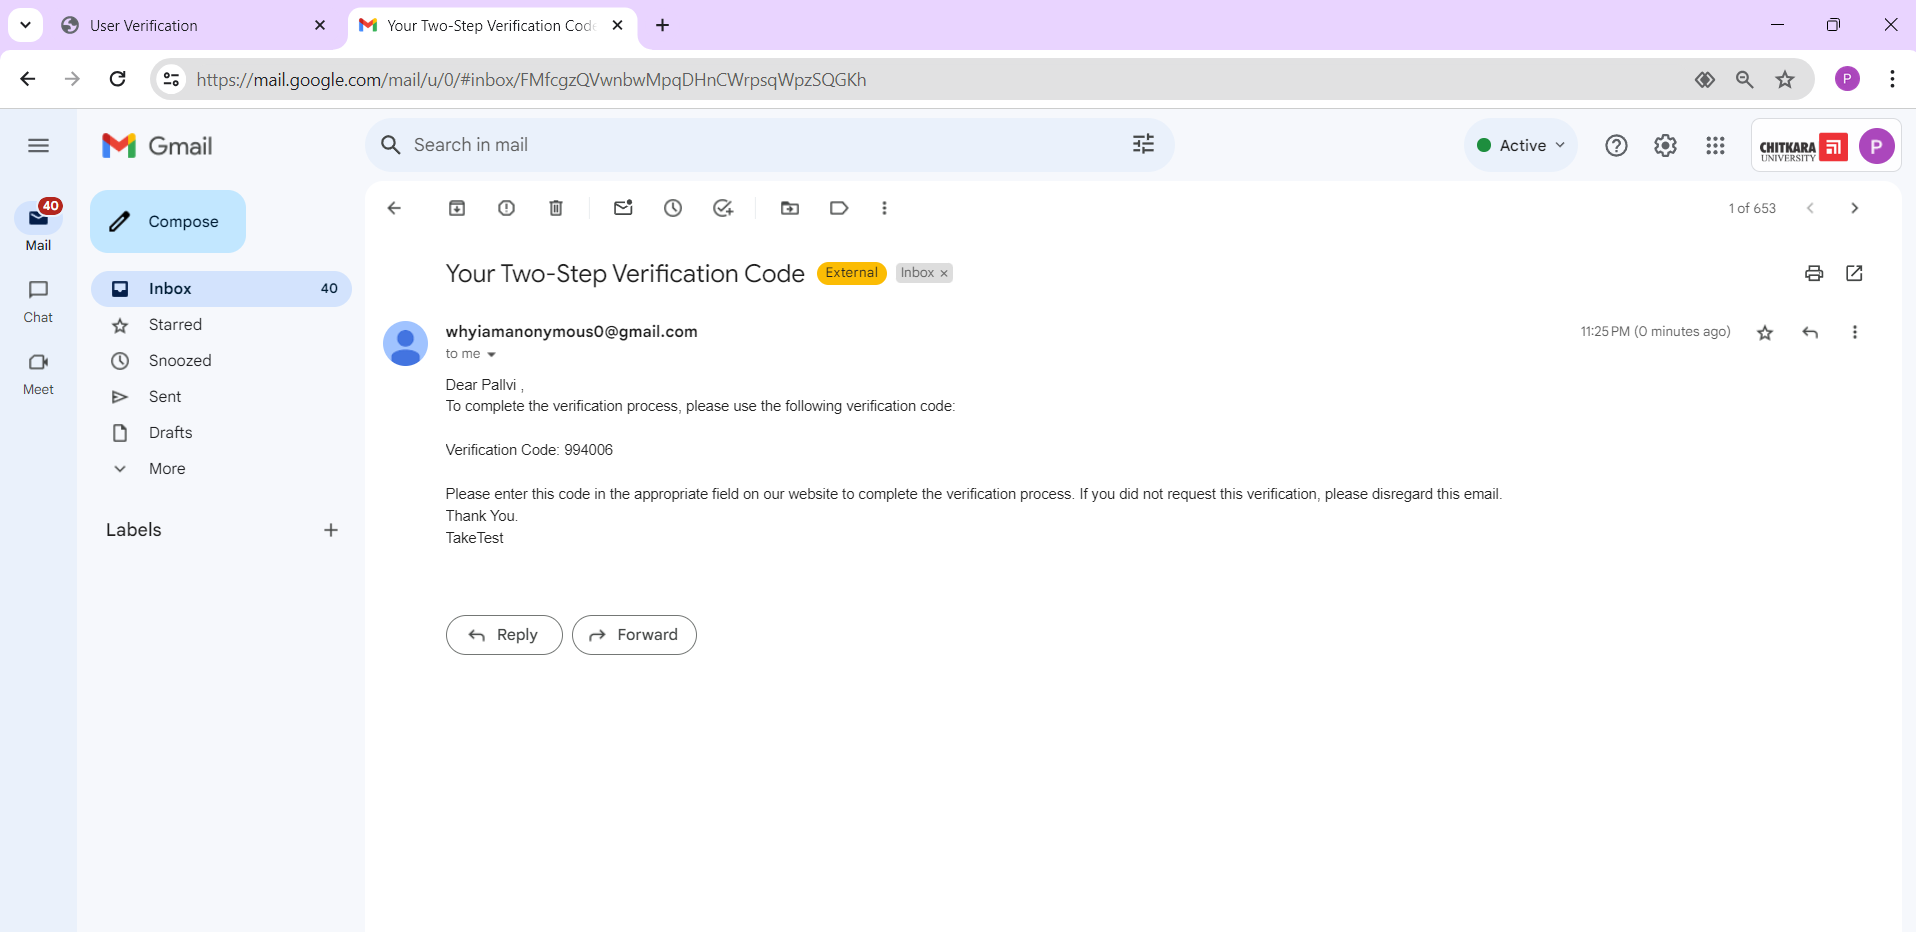 User Verification
Your Two-Step Verification Code
https://mail.google.com/mail/u/0/#inbox/FMfcgzQVwnbwMpqDHnCWrpsqWpzSQGKh
P
Gmail
Search in mail
Active
CHITKARA
UNIVERSITY
P
40
Mail
Chat
Meet
Compose
Inbox 40
Starred
Snoozed
Sent
Drafts
More
Labels
1 of 653
Your Two-Step Verification Code External Inbox ×
whyiamanonymous0@gmail.com
11:25 PM (0 minutes ago)
to me
Dear Pallvi ,
To complete the verification process, please use the following verification code:
Verification Code: 994006
Please enter this code in the appropriate field on our website to complete the verification process. If you did not request this verification, please disregard this email.
Thank You.
TakeTest
Reply
Forward